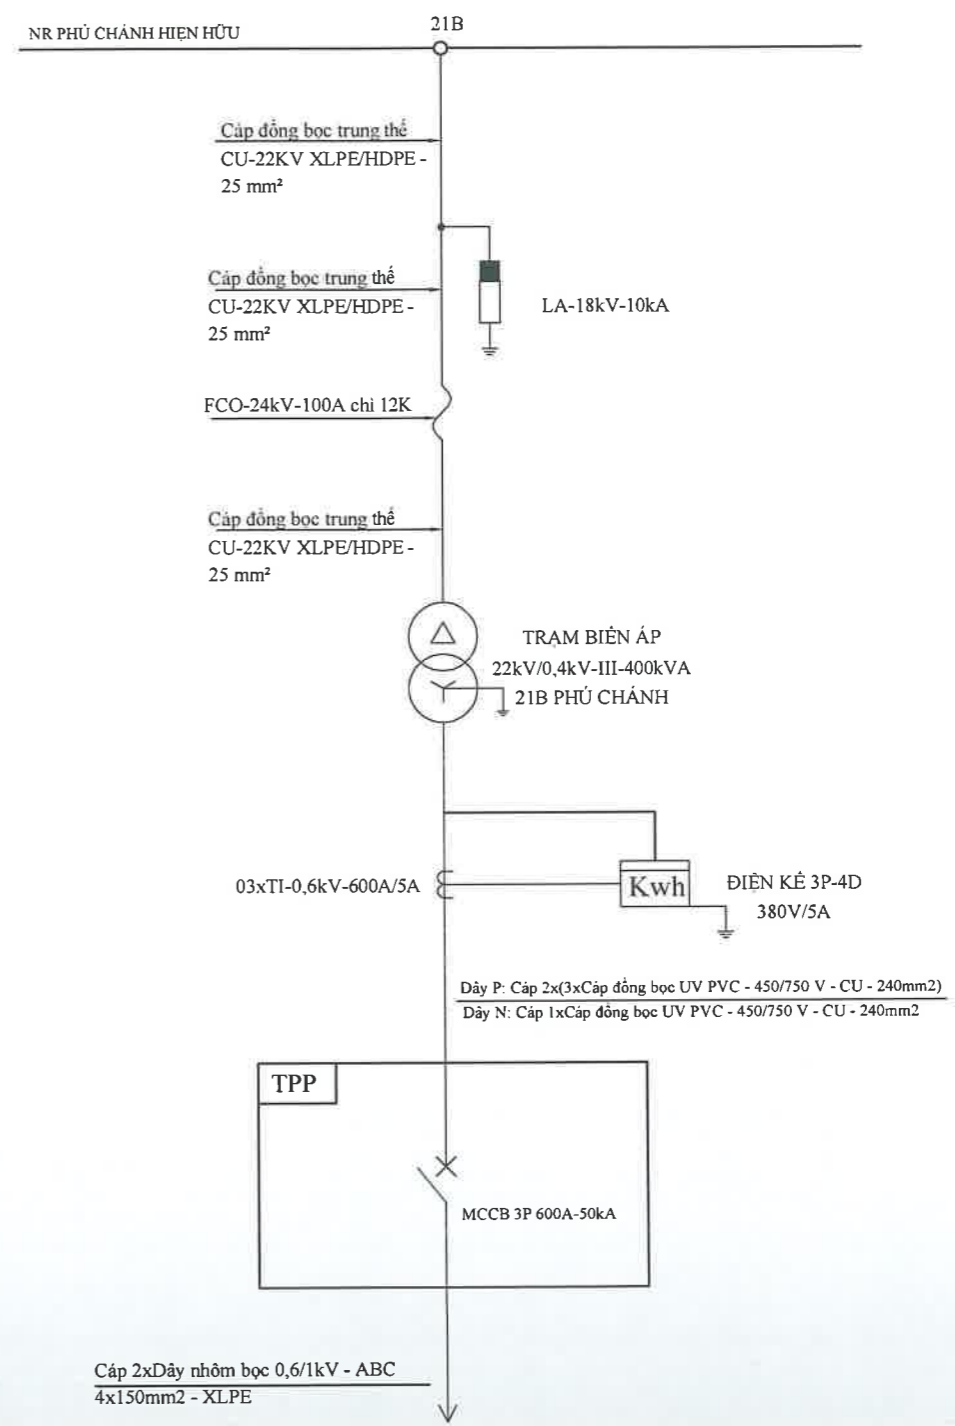 21B
NR PHÚ CHÁNH HIỆN HỮU
Cáp đồng bọc trung thế
CU-22KV XLPE/HDPE -
25 mm²
Cáp đồng bọc trung thế
CU-22KV XLPE/HDPE -
25 mm²
LA-18kV-10kA
FCO-24kV-100A chì 12K
Cáp đồng bọc trung thế
CU-22KV XLPE/HDPE -
25 mm²
TRẠM BIẾN ÁP
22kV/0,4kV-III-400kVA
21B PHÚ CHÁNH
03xTI-0,6kV-600A/5A
Kwh
ĐIỆN KẾ 3P-4D
380V/5A
Dây P: Cáp 2x(3xCáp đồng bọc UV PVC - 450/750 V - CU - 240mm2)
Dây N: Cáp 1xCáp đồng bọc UV PVC - 450/750 V - CU - 240mm2
TPP
MCCB 3P 600A-50kA
Cáp 2xDây nhôm bọc 0,6/1kV - ABC
4x150mm2 - XLPE